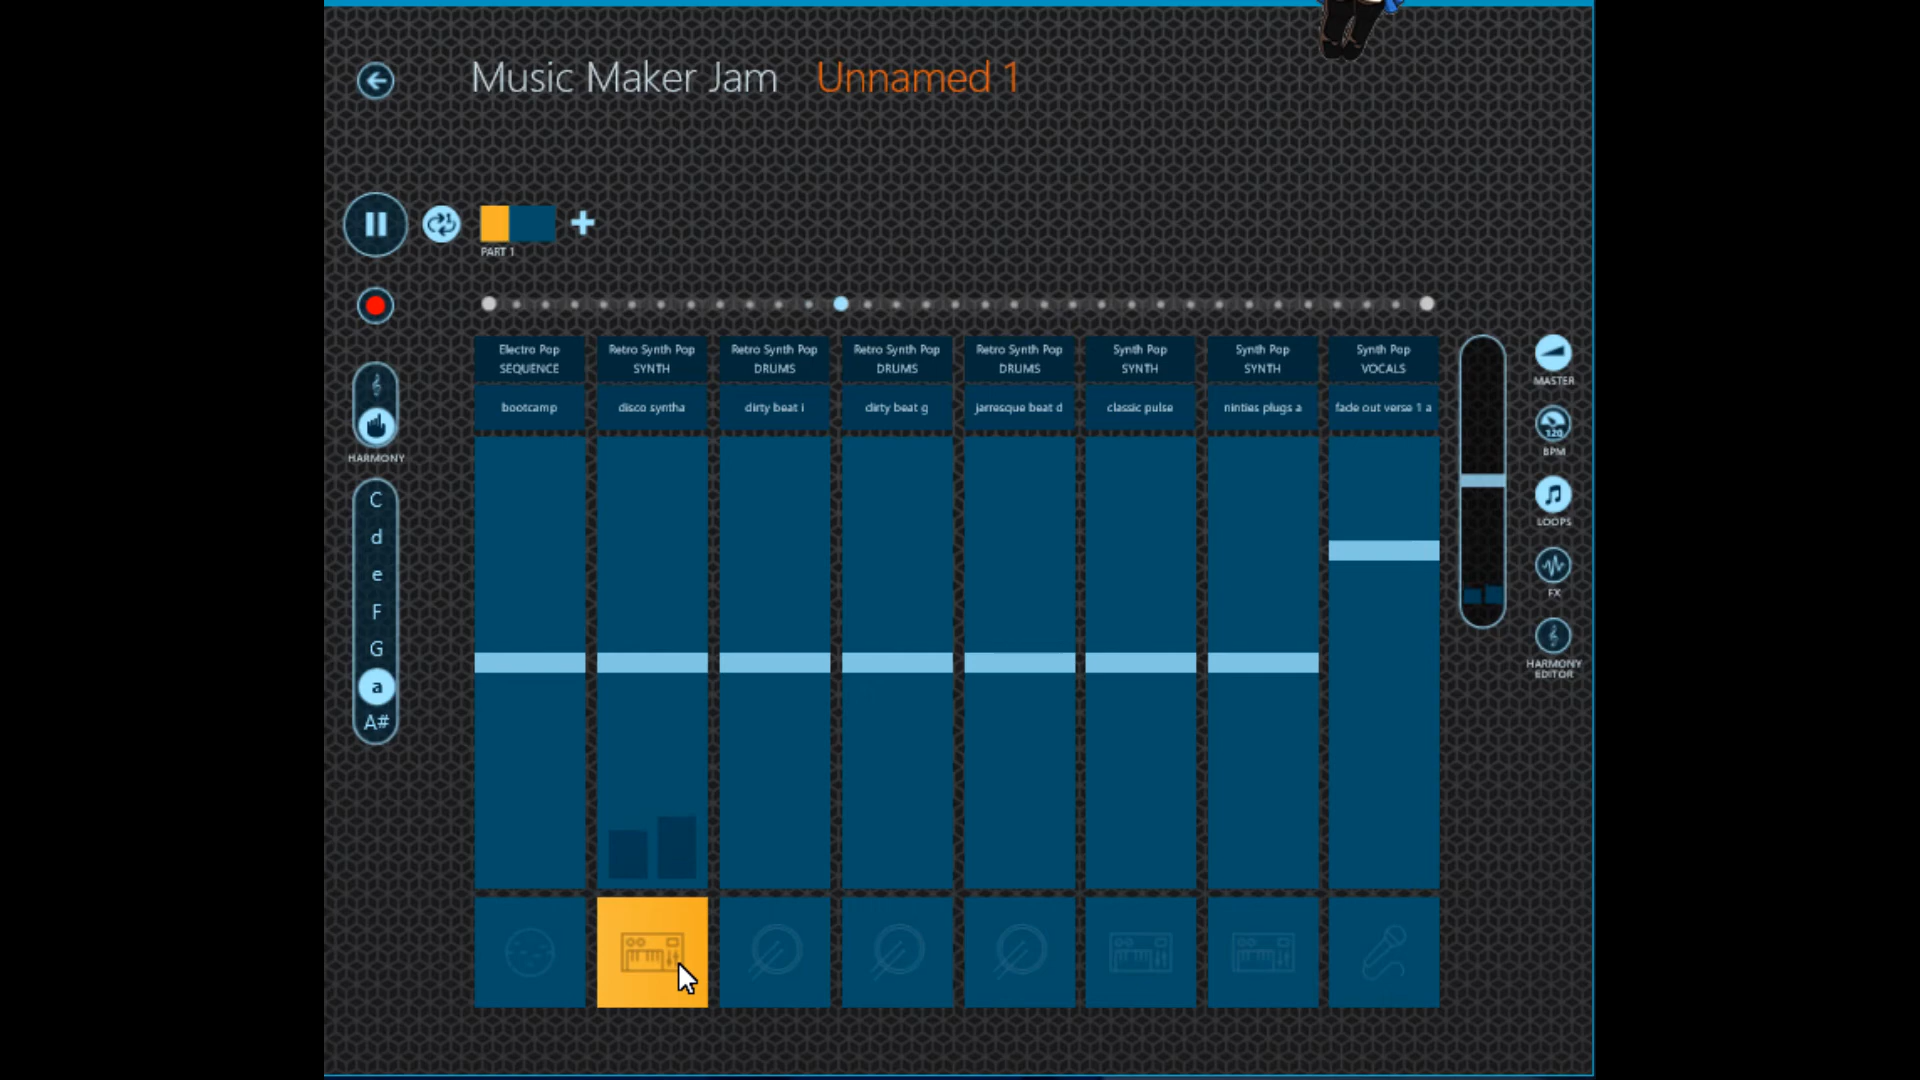 Music Maker Jam Unnamed 1
PART 1
Electro Pop
SEQUENCE
Retro Synth Pop
SYNTH
Retro Synth Pop
DRUMS
Retro Synth Pop
DRUMS
Retro Synth Pop
DRUMS
Synth Pop
SYNTH
Synth Pop
SYNTH
Synth Pop
VOCALS
bootcamp
disco syntha
dirty beat i
dirty beat g
jarresque beat d
classic pulse
ninties plugs a
fade out verse 1 a
HARMONY
C
d
e
F
G
a
A#
MASTER
120
BPM
LOOPS
FX
HARMONY
EDITOR